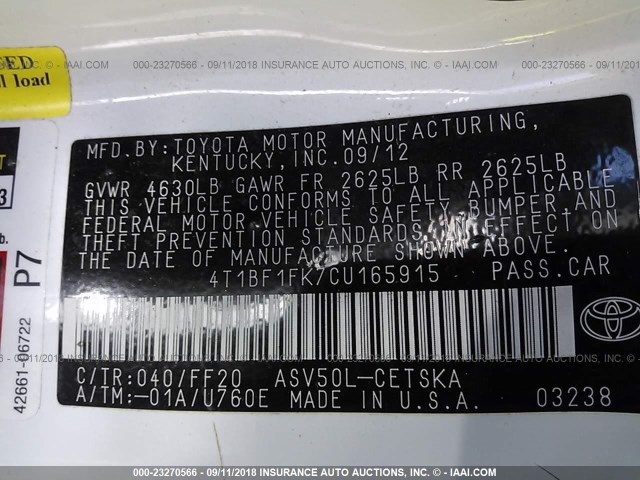 000-23270566 - 09/11/2018 INSURANCE AUTO AUCTIONS, INC. - IAAI.COM
l load
MFD.BY:TOYOTA MOTOR MANUFACTURING,
KENTUCKY,INC.09/12
GVWR 4630LB GAWR FR 2625LB RR 2625LB
THIS VEHICLE CONFORMS TO ALL APPLICABLE
FEDERAL MOTOR VEHICLE SAFETY,BUMPER AND
THEFT PREVENTION STANDARDS IN EFFECT ON
THE DATE OF MANUFACTURE SHOWN ABOVE.
4T1BF1FK7CU165915 PASS.CAR
C/TR:040/FF20 ASV50L-CETSKA
A/TM:-01A/U760E MADE IN U.S.A. 03238
TOYOTA
42661-06722 P7
000-23270566 - 09/11/2018 INSURANCE AUTO AUCTIONS, INC. - IAAI.COM